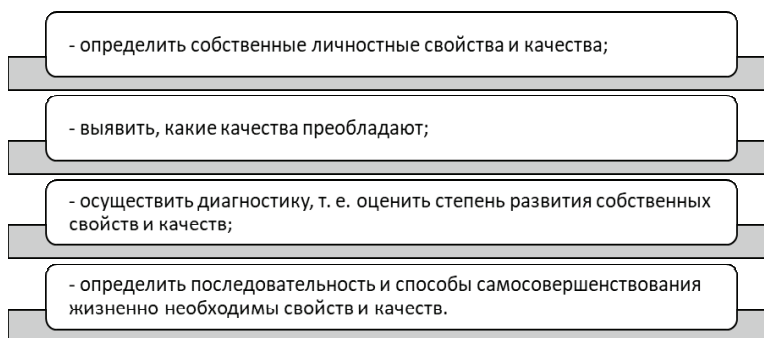 - определить собственные личностные свойства и качества;
- выявить, какие качества преобладают;
- осуществить диагностику, т. е. оценить степень развития собственных
свойств и качеств;
- определить последовательность и способы самосовершенствования
жизненно необходимы свойств и качеств.